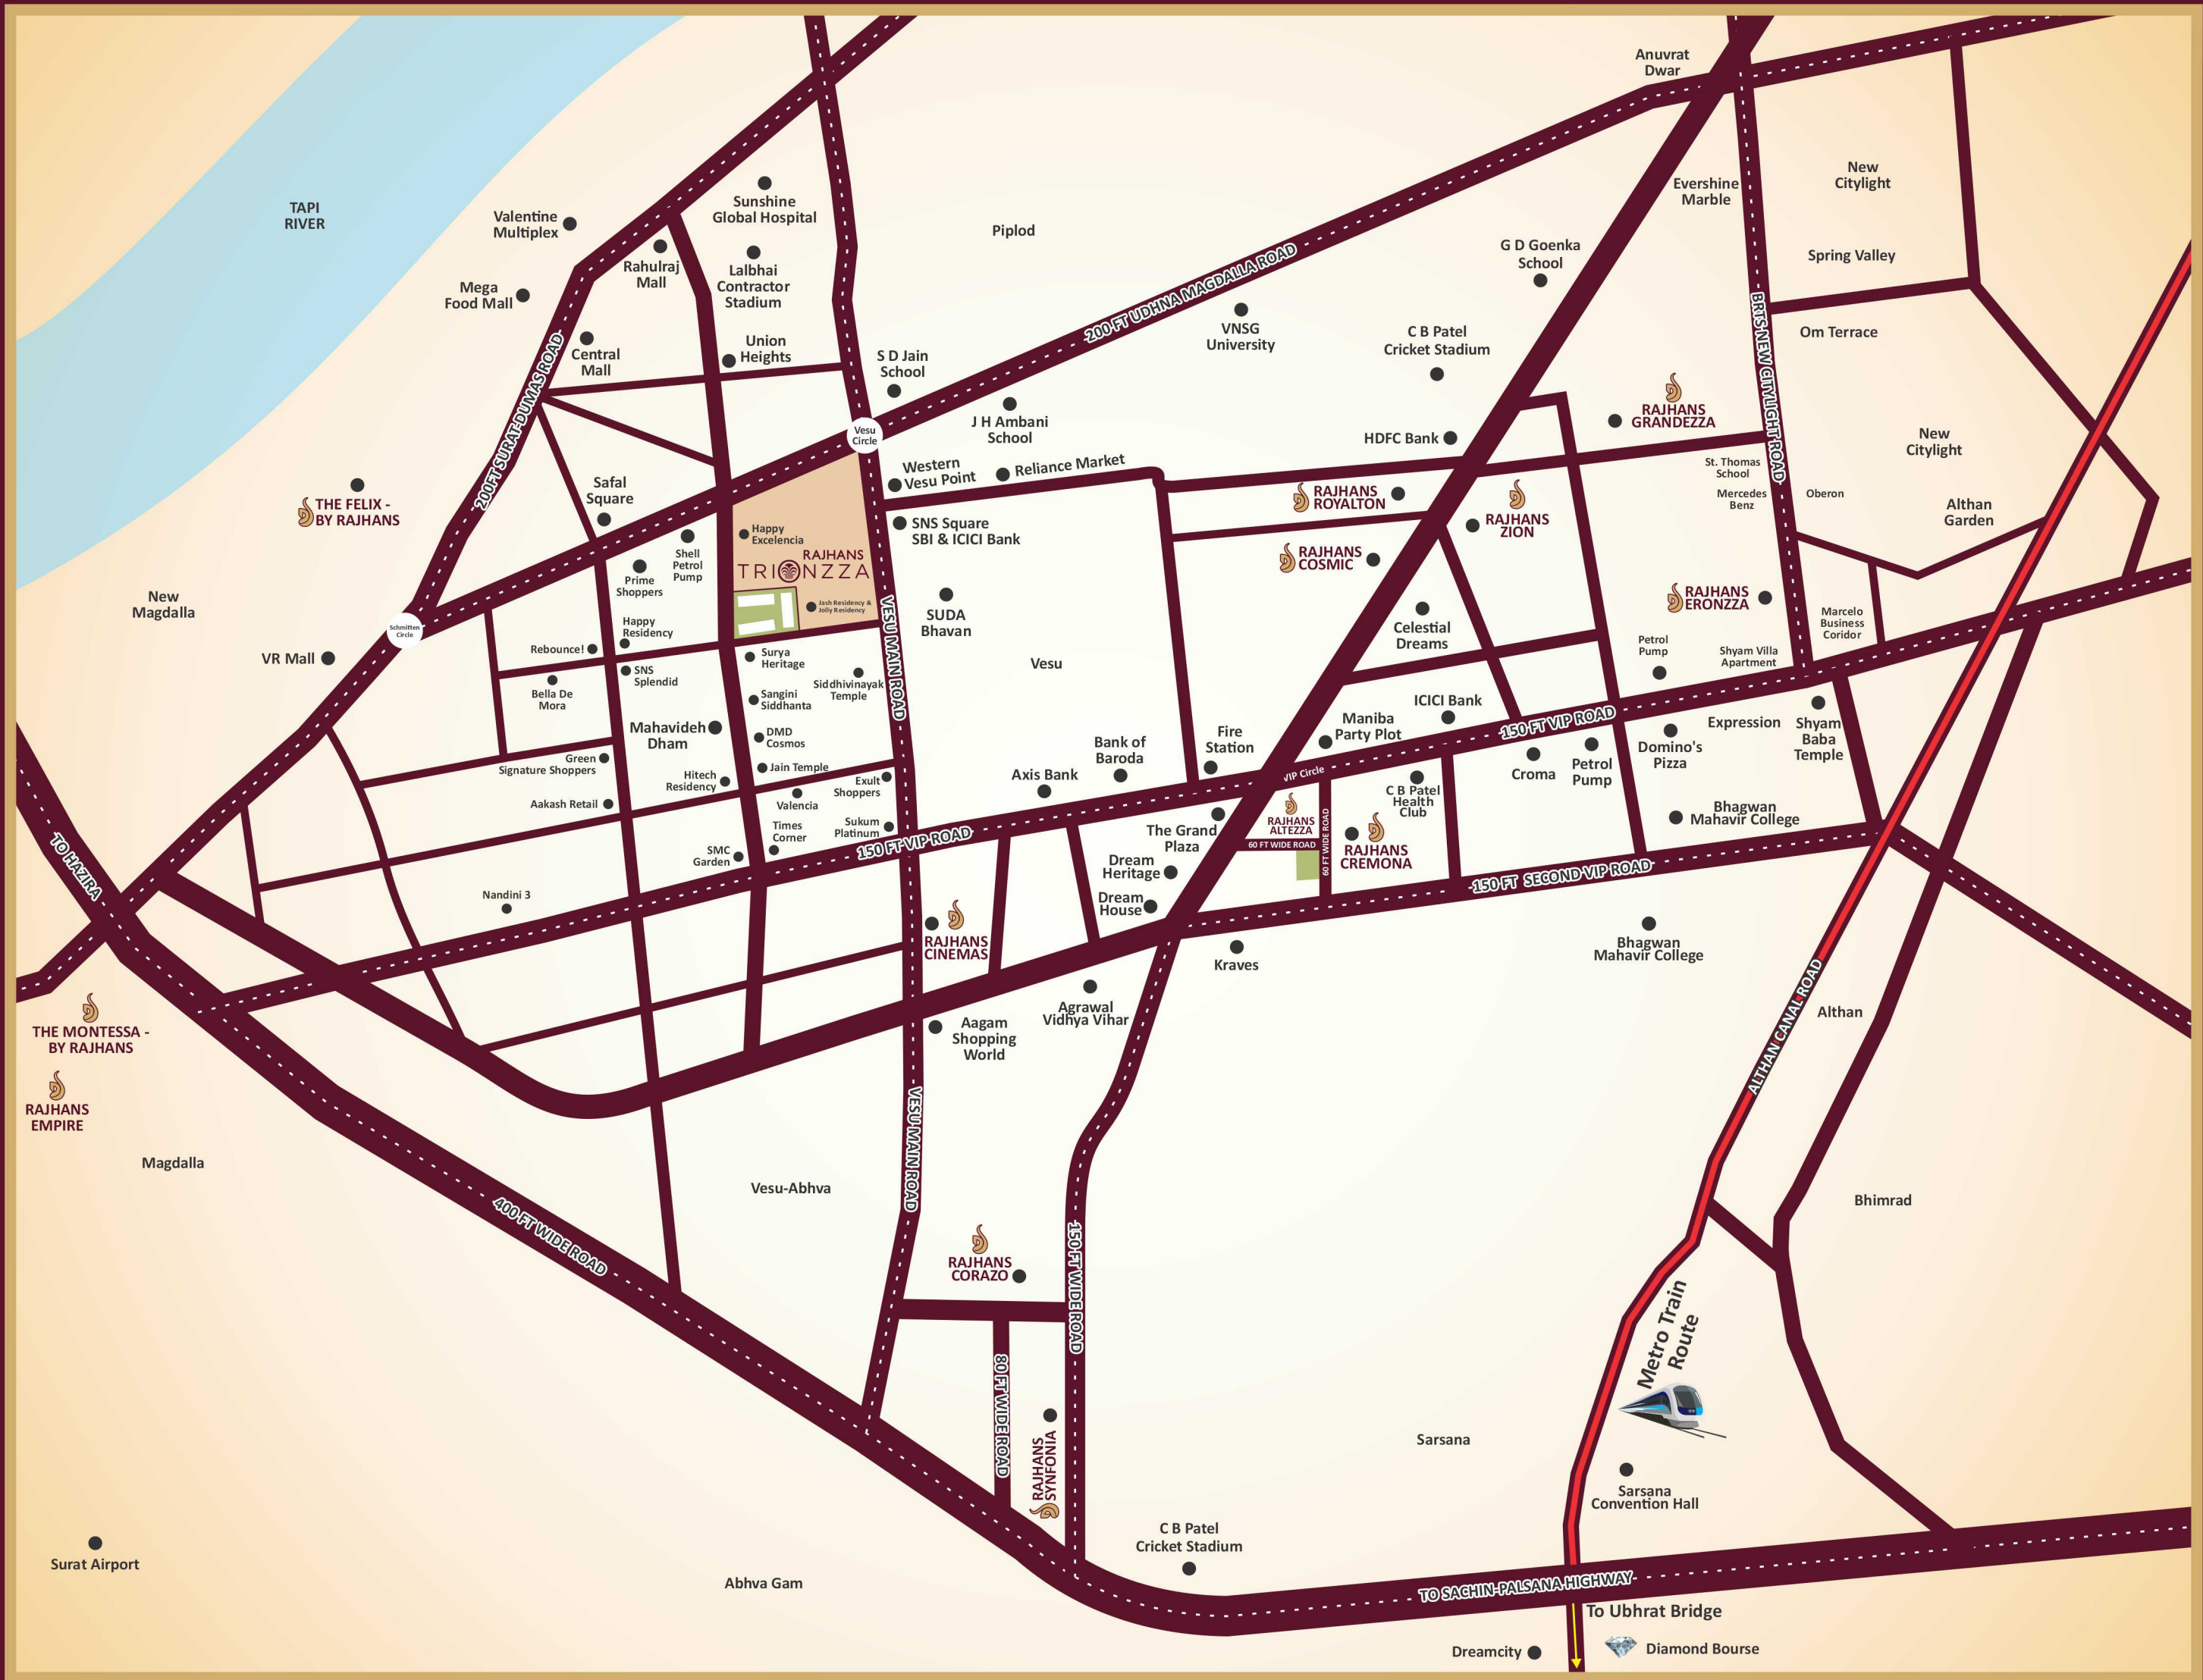 Anuvrat
Dwar
TAPI
RIVER
Valentine
Multiplex
Sunshine
Global Hospital
Piplod
Evershine
Marble
New
Citylight
Mega
Food Mall
Rahulraj
Mall
Lalbhai
Contractor
Stadium
200 FT UDHNA MAGDALLA ROAD
G D Goenka
School
Spring Valley
Central
Mall
Union
Heights
S D Jain
School
VNSG
University
C B Patel
Cricket Stadium
Om Terrace
BRTS NEW CITYLIGHT ROAD
200FT SURAT-DUMAS ROAD
Vesu
Circle
J H Ambani
School
HDFC Bank
RAJHANS
GRANDEZZA
New
Citylight
THE FELIX -
BY RAJHANS
Safal
Square
Western
Vesu Point
Reliance Market
RAJHANS
ROYALTON
RAJHANS
ZION
St. Thomas
School
Mercedes
Benz
Oberon
Althan
Garden
Happy
Excelencia
SNS Square
SBI & ICICI Bank
Shell
Petrol
Pump
Prime
Shoppers
RAJHANS
TRIONZZA
RAJHANS
COSMIC
New
Magdalla
Schmitten
Circle
Happy
Residency
Jash Residency &
Jolly Residency
VESU MAIN ROAD
SUDA
Bhavan
Celestial
Dreams
RAJHANS
ERONZZA
Marcelo
Business
Coridor
VR Mall
Rebounce!
SNS
Splendid
Surya
Heritage
Siddhivinayak
Temple
Vesu
Petrol
Pump
Shyam Villa
Apartment
Bella De
Mora
Sangini
Siddhanta
Mahavideh
Dham
DMD
Cosmos
ICICI Bank
Maniba
Party Plot
150 FT VIP ROAD
Expression
Shyam
Baba
Temple
Green
Signature Shoppers
Hitech
Residency
Jain Temple
Exult
Shoppers
Axis Bank
Bank of
Baroda
Fire
Station
VIP Circle
Croma
Petrol
Pump
Domino's
Pizza
Aakash Retail
Valencia
C B Patel
Health
Club
Bhagwan
Mahavir College
TO HAZIRA
Times
Corner
Sukum
Platinum
150 FT VIP ROAD
The Grand
Plaza
RAJHANS
ALTEZZA
60 FT WIDE ROAD
60 FT WIDE ROAD
RAJHANS
CREMONA
SMC
Garden
Dream
Heritage
150 FT SECOND VIP ROAD
Nandini 3
Dream
House
RAJHANS
CINEMAS
Kraves
Bhagwan
Mahavir College
THE MONTESSA -
BY RAJHANS
Aagam
Shopping
World
Agrawal
Vidhya Vihar
Althan
ALTHAN CANAL ROAD
RAJHANS
EMPIRE
VESU MAIN ROAD
Magdalla
Vesu-Abhva
Bhimrad
400 FT WIDE ROAD
RAJHANS
CORAZO
150 FT WIDE ROAD
Metro Train
Route
80 FT WIDE ROAD
RAJHANS
SYNFONIA
Sarsana
Sarsana
Convention Hall
Surat Airport
C B Patel
Cricket Stadium
Abhva Gam
TO SACHIN-PALSANA HIGHWAY
To Ubhrat Bridge
Dreamcity
Diamond Bourse